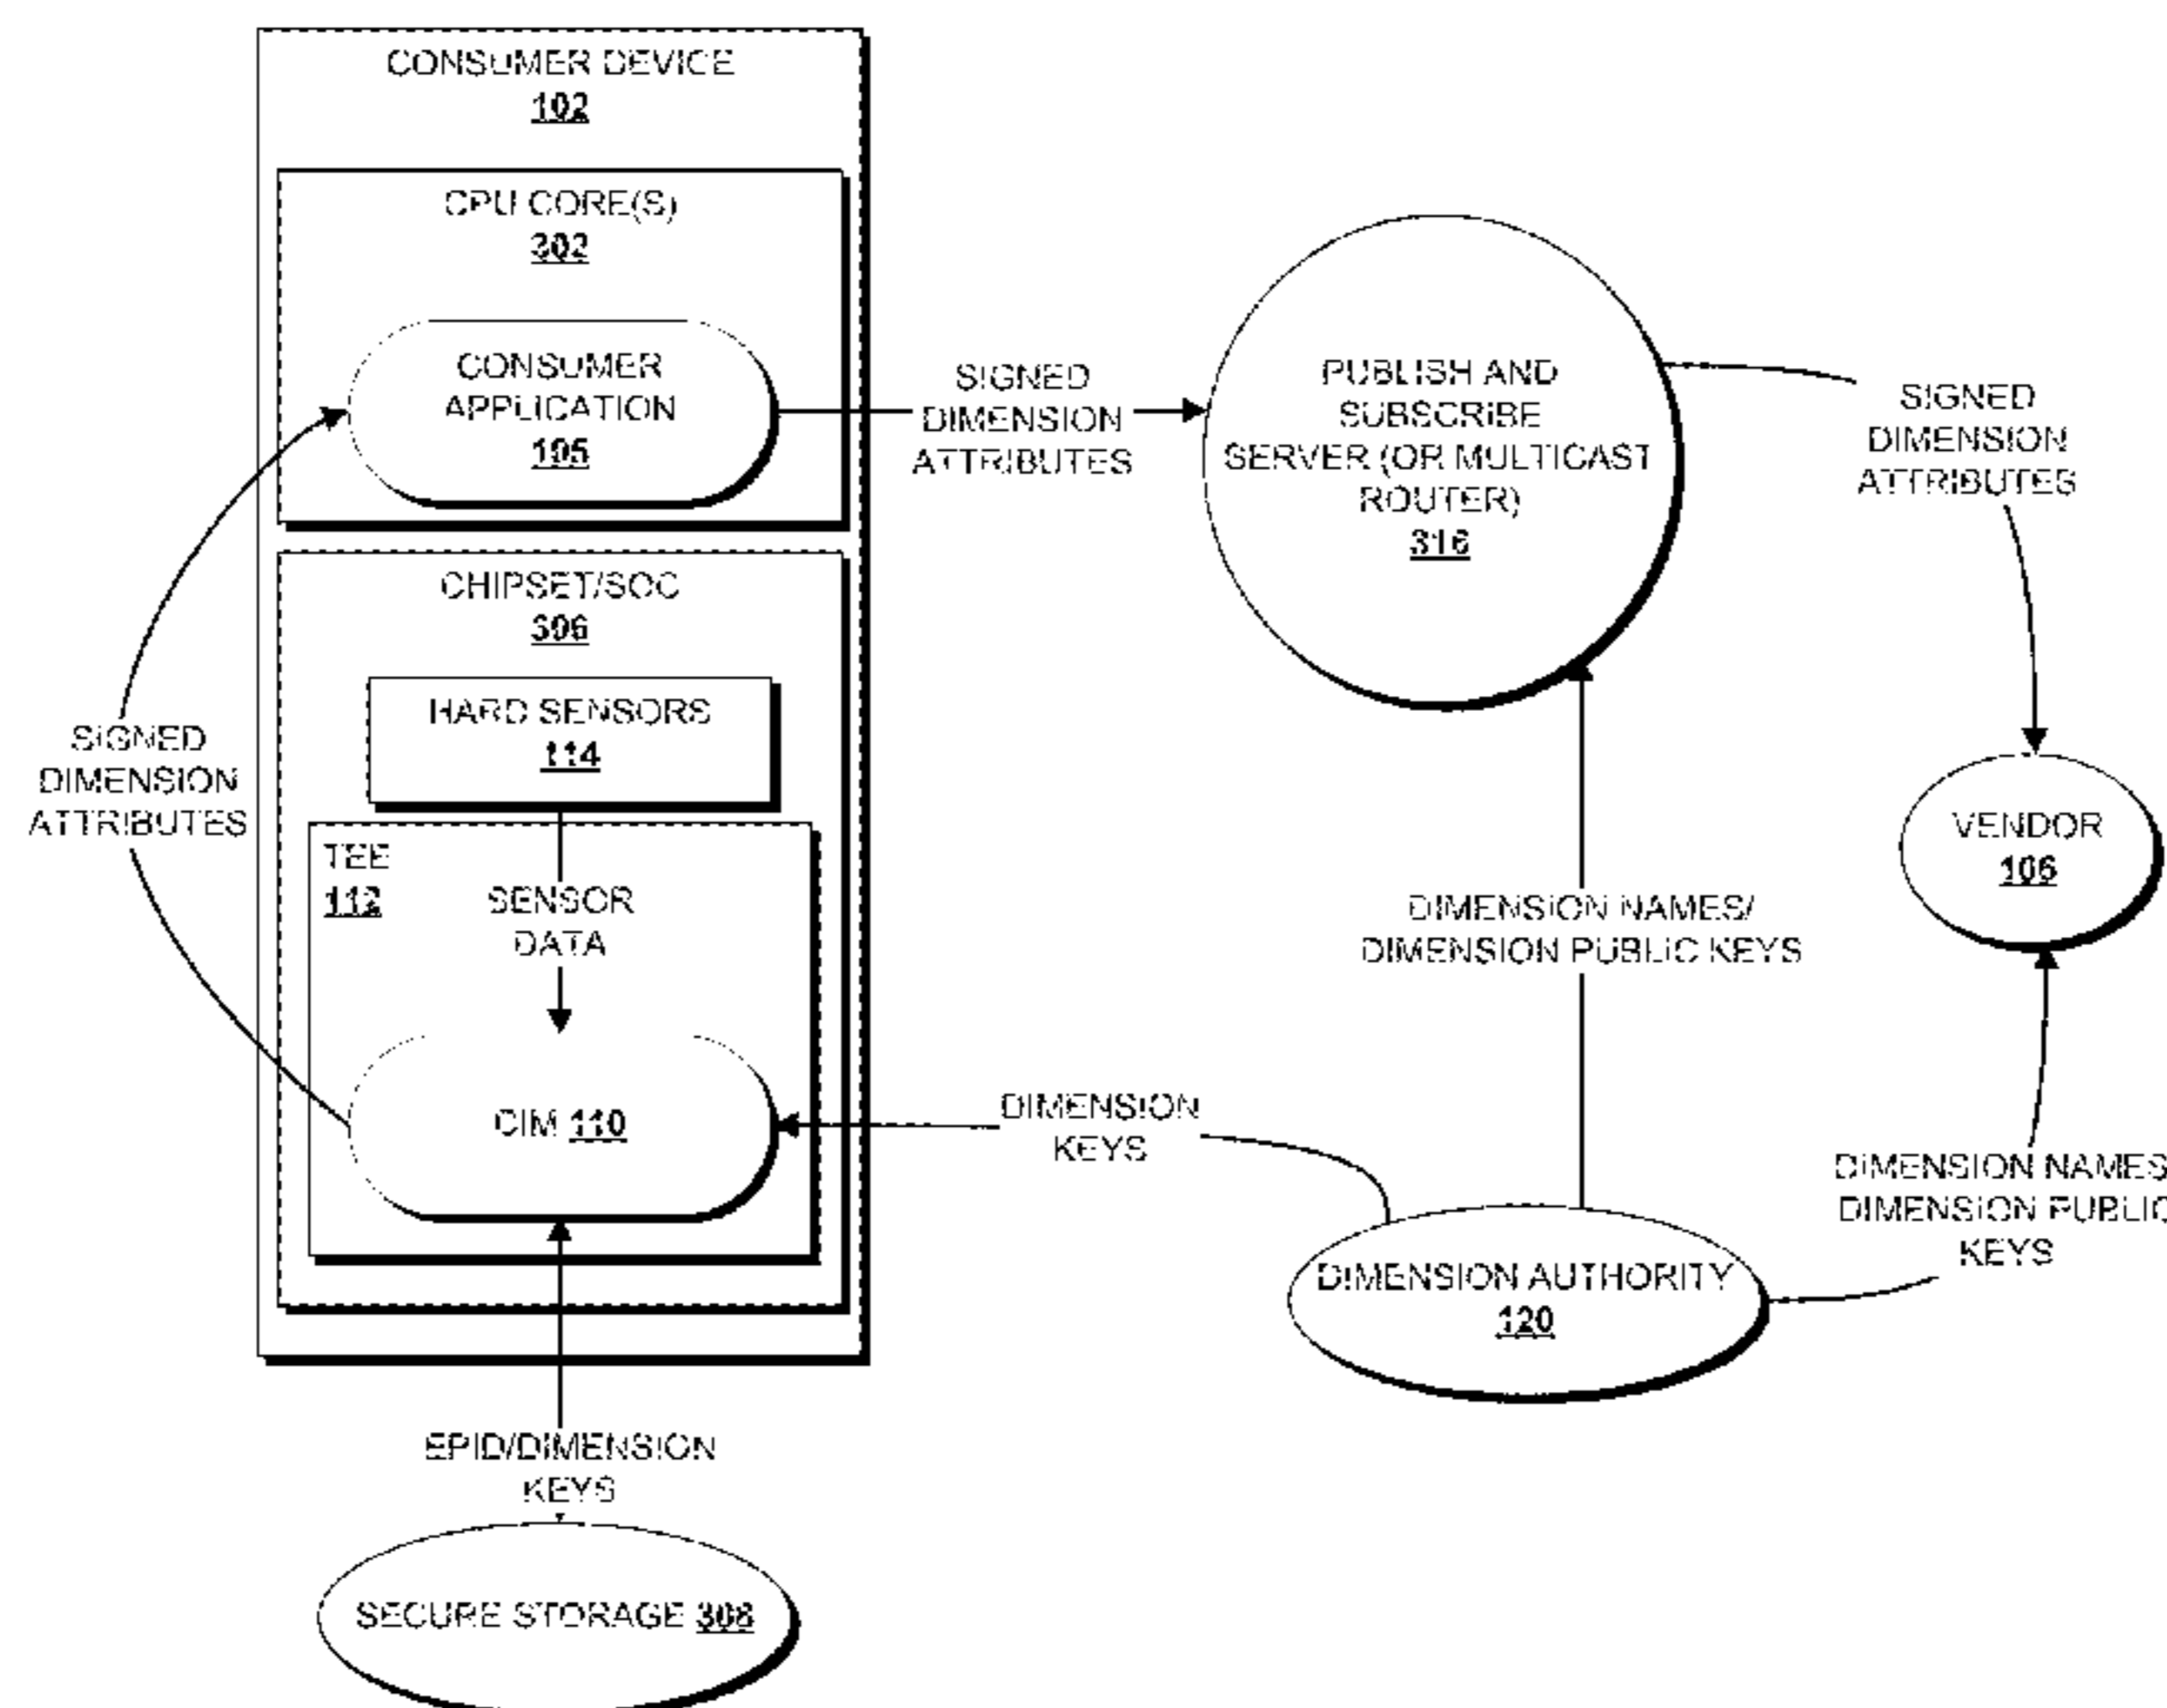 CONSUMER DEVICE
102
CPU CORE(S)
302
CONSUMER
APPLICATION
105
CHIPSET/SOC
306
HARD SENSORS
114
TEE
112
SENSOR
DATA
CIM 110
SIGNED
DIMENSION
ATTRIBUTES
EPID/DIMENSION
KEYS
SECURE STORAGE 308
SIGNED
DIMENSION
ATTRIBUTES
PUBLISH AND
SUBSCRIBE
SERVER (OR MULTICAST
ROUTER)
316
SIGNED
DIMENSION
ATTRIBUTES
VENDOR
106
DIMENSION NAMES/
DIMENSION PUBLIC KEYS
DIMENSION
KEYS
DIMENSION AUTHORITY
120
DIMENSION NAMES
DIMENSION PUBLIC
KEYS